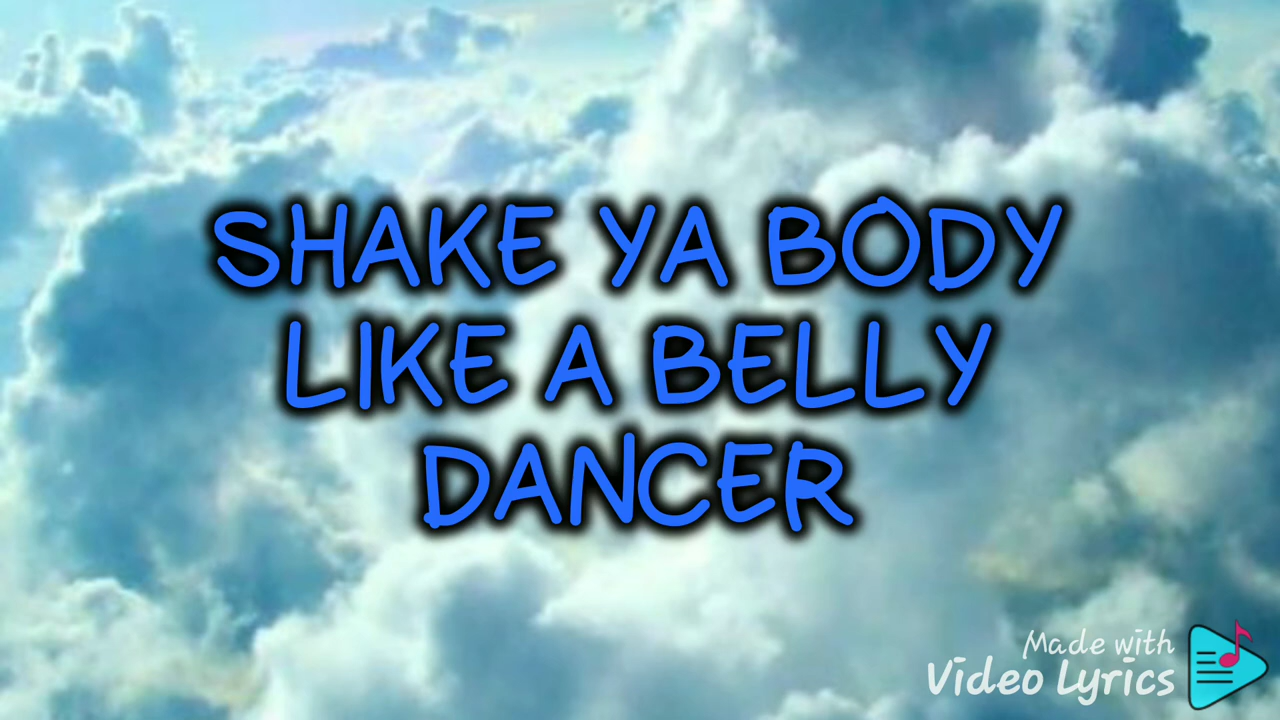 SHAKE YA BODY
LIKE A BELLY
DANCER
Made with
Video Lyrics